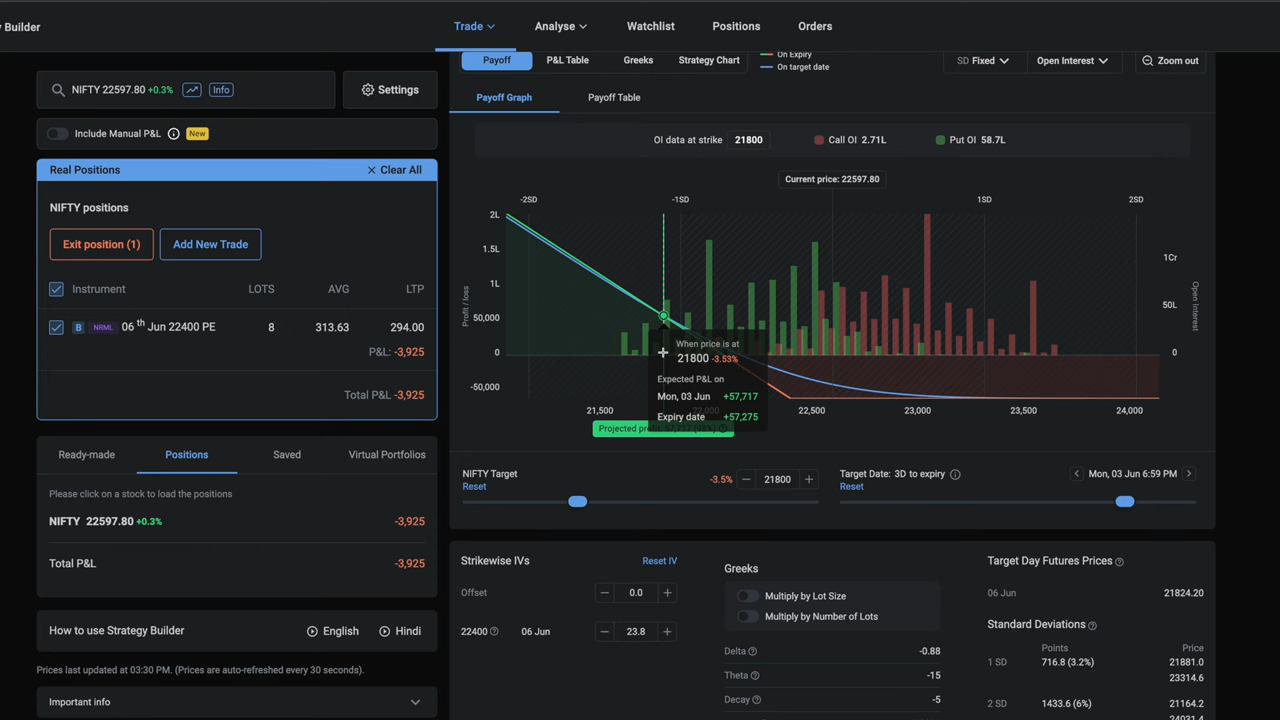 y Builder
Trade
Analyse
Watchlist
Positions
Orders
NIFTY 22597.80 +0.3%
Info
Settings
Include Manual P&L
New
Real Positions
Clear All
NIFTY positions
Exit position (1)
Add New Trade
Instrument
LOTS
AVG
LTP
B
NRML
06th Jun 22400 PE
8
313.63
294.00
P&L: -3,925
Total P&L -3,925
Ready-made
Positions
Saved
Virtual Portfolios
Please click on a stock to load the positions
NIFTY 22597.80 +0.3%
-3,925
Total P&L
-3,925
How to use Strategy Builder
English
Hindi
Prices last updated at 03:30 PM. (Prices are auto-refreshed every 30 seconds).
Important info
Payoff
P&L Table
Greeks
Strategy Chart
On Expiry
On target date
SD Fixed
Open Interest
Zoom out
Payoff Graph
Payoff Table
OI data at strike 21800
Call OI 2.71L
Put OI 58.7L
Current price: 22597.80
-2SD
-1SD
1SD
2SD
2L
1.5L
1L
50,000
0
-50,000
Profit / loss
1Cr
50L
0
Open Interest
When price is at
21800 -3.53%
Expected P&L on
Mon, 03 Jun +57,717
Expiry date +57,275
21,500
22,000
22,500
23,000
23,500
24,000
Projected profit: 57,717
NIFTY Target
Reset
-3.5%
21800
Target Date: 3D to expiry
Reset
Mon, 03 Jun 6:59 PM
Strikewise IVs
Reset IV
Offset
0.0
22400
06 Jun
23.8
Greeks
Multiply by Lot Size
Multiply by Number of Lots
Delta
-0.88
Theta
-15
Decay
-5
Target Day Futures Prices
06 Jun
21824.20
Standard Deviations
Points
Price
1 SD
716.8 (3.2%)
21881.0
23314.6
2 SD
1433.6 (6%)
21164.2
24031.4